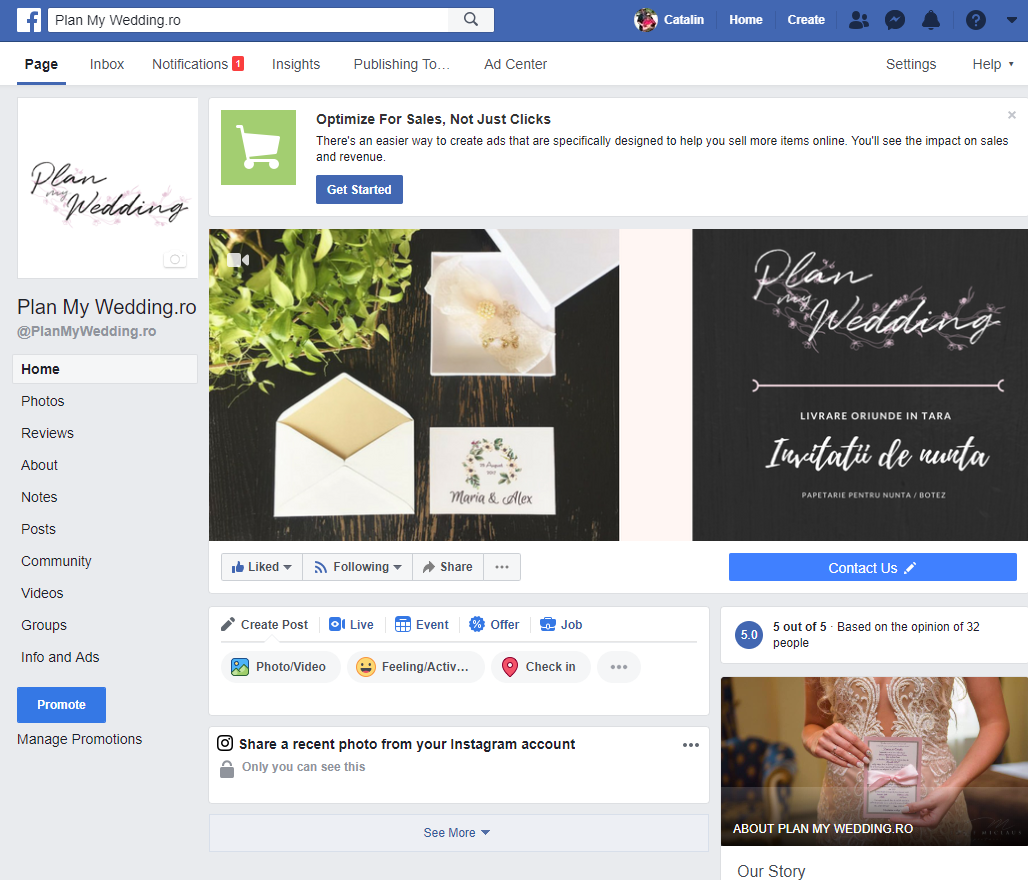 Plan My Wedding.ro
Catalin
Home
Create
Page
Inbox
Notifications 1
Insights
Publishing To…
Ad Center
Settings
Help
Plan
my
Wedding
Plan My Wedding.ro
@PlanMyWedding.ro
Home
Photos
Reviews
About
Notes
Posts
Community
Videos
Groups
Info and Ads
Promote
Manage Promotions
Optimize For Sales, Not Just Clicks
There's an easier way to create ads that are specifically designed to help you sell more items online. You'll see the impact on sales
and revenue.
Get Started
August
Maria & Alex
Plan
my
Wedding
LIVRARE ORIUNDE IN TARA
Invitatii de nunta
PAPETARIE PENTRU NUNTA / BOTEZ
Liked
Following
Share
Contact Us
Create Post
Live
Event
Offer
Job
Photo/Video
Feeling/Activ...
Check in
Share a recent photo from your Instagram account
Only you can see this
See More
5.0
5 out of 5 · Based on the opinion of 32
people
ABOUT PLAN MY WEDDING.RO
Our Story